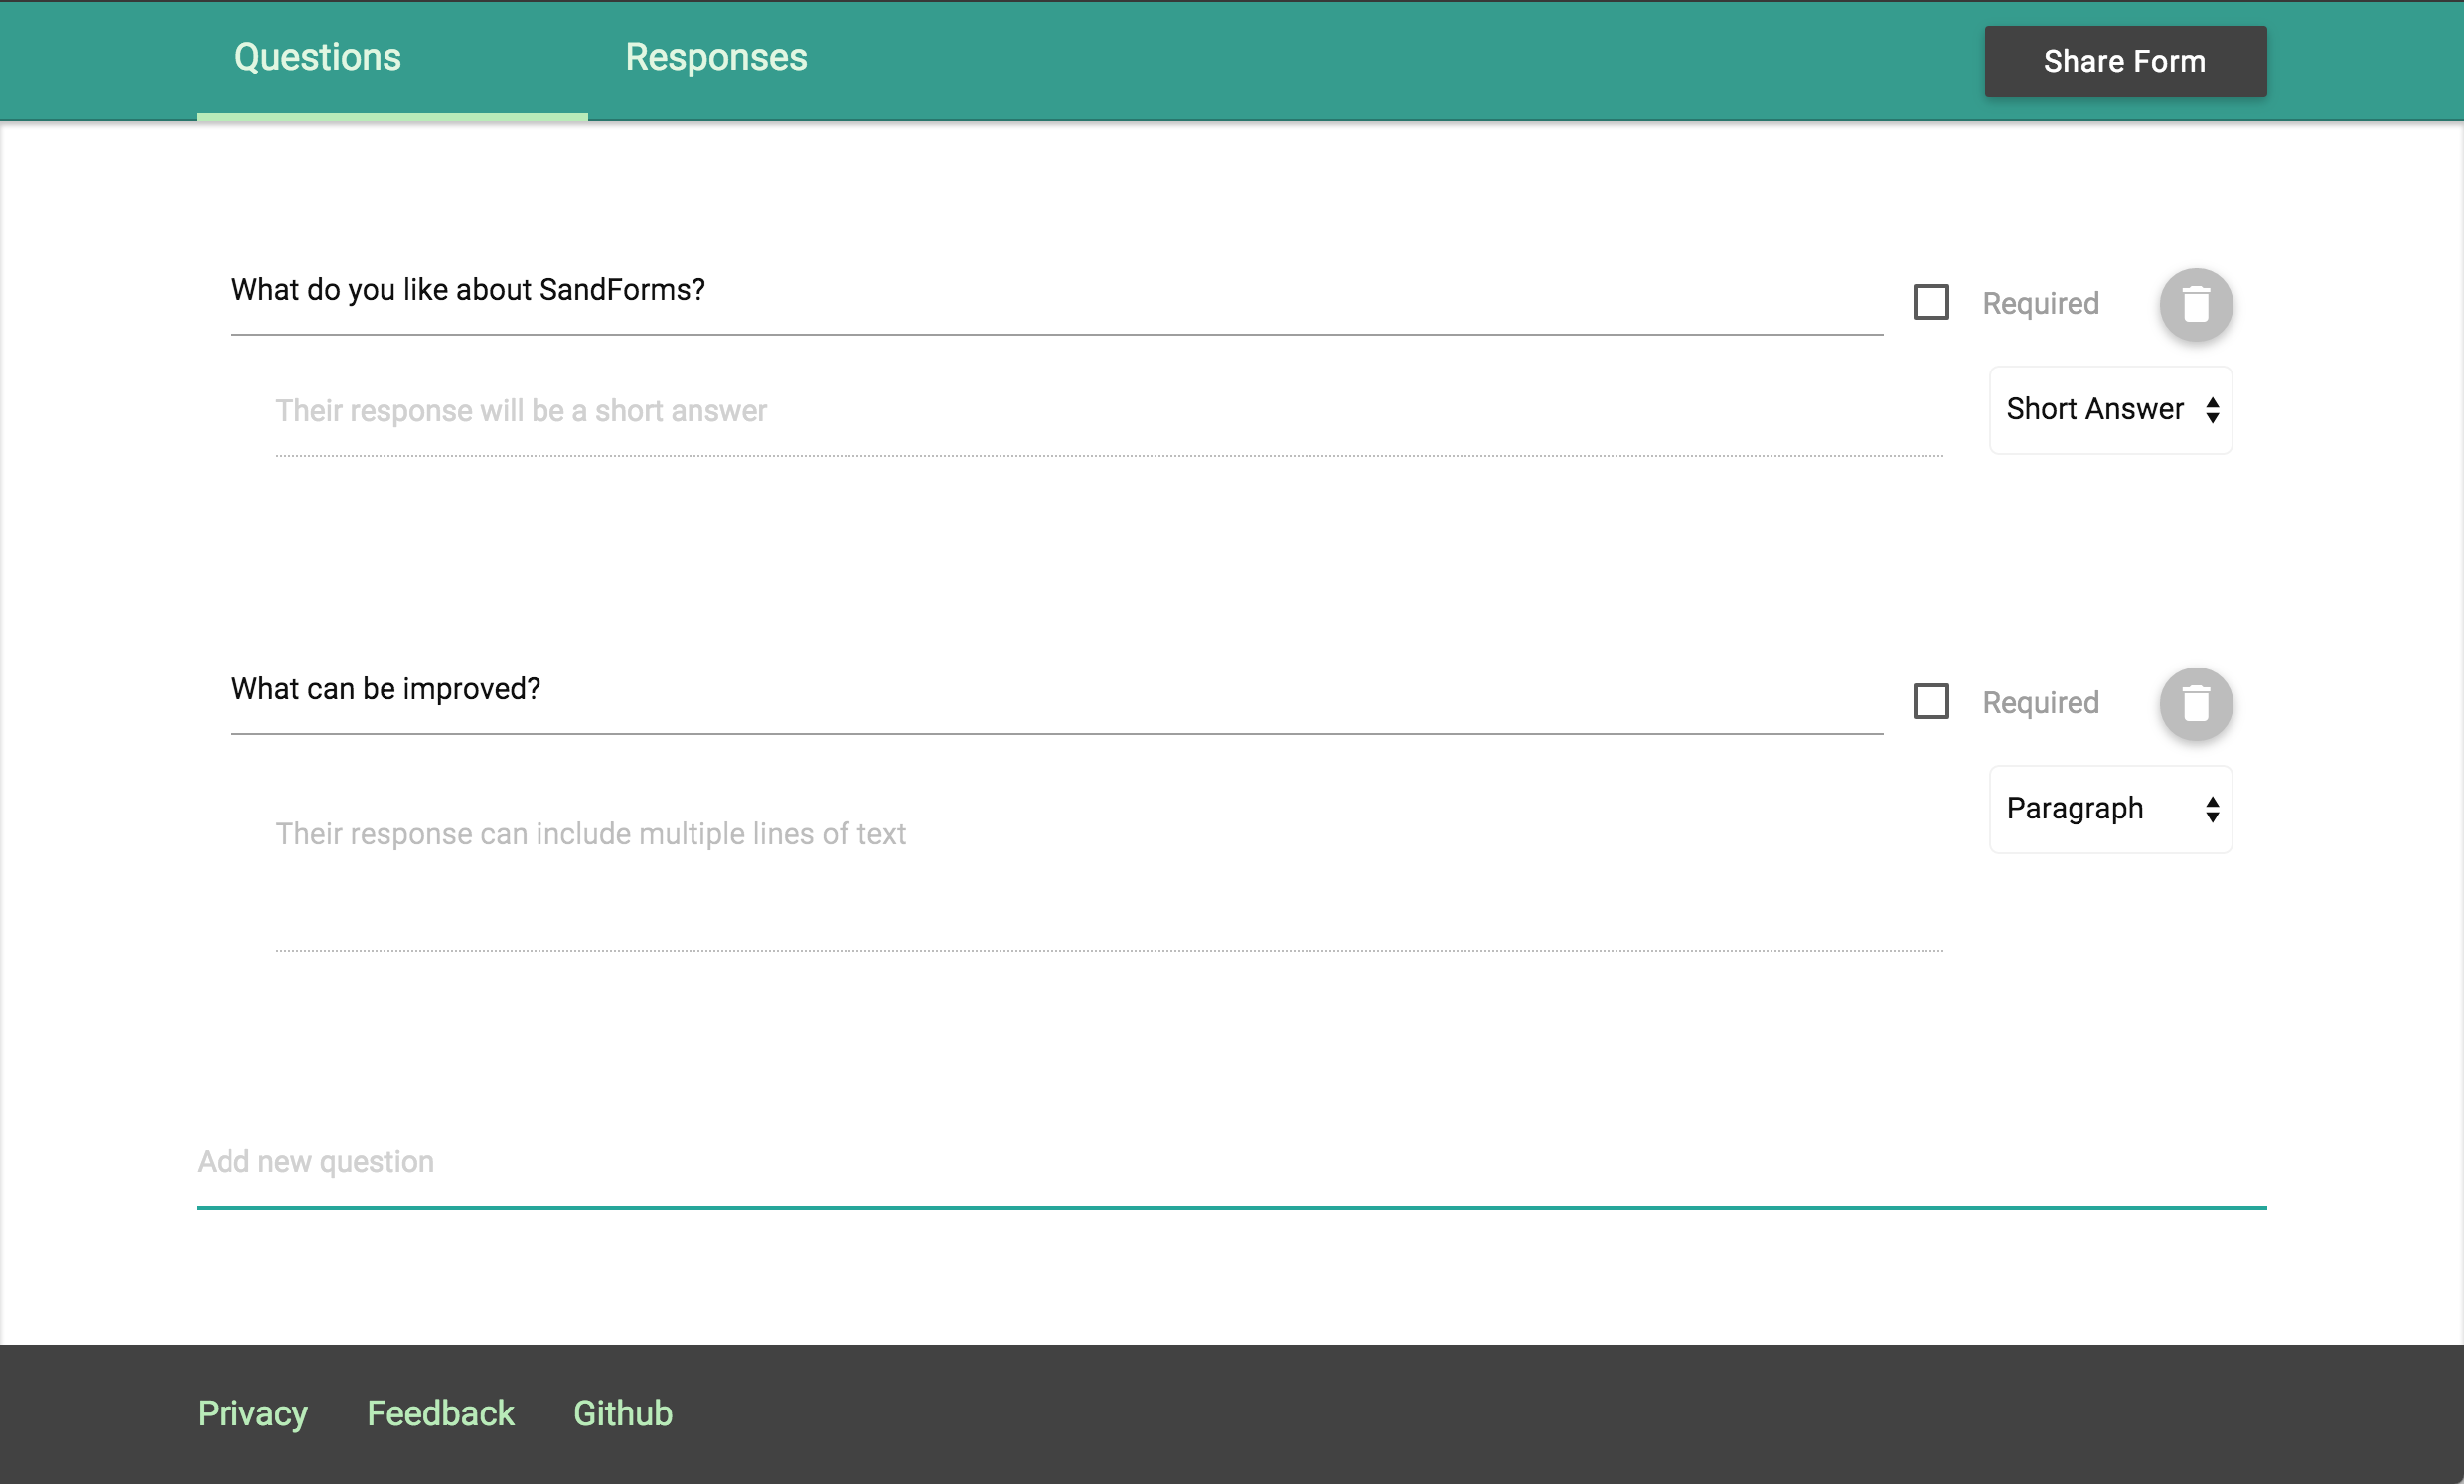 Questions
Responses
Share Form
What do you like about SandForms?
Required
Their response will be a short answer
Short Answer
What can be improved?
Required
Paragraph
Their response can include multiple lines of text
Add new question
Privacy
Feedback
Github